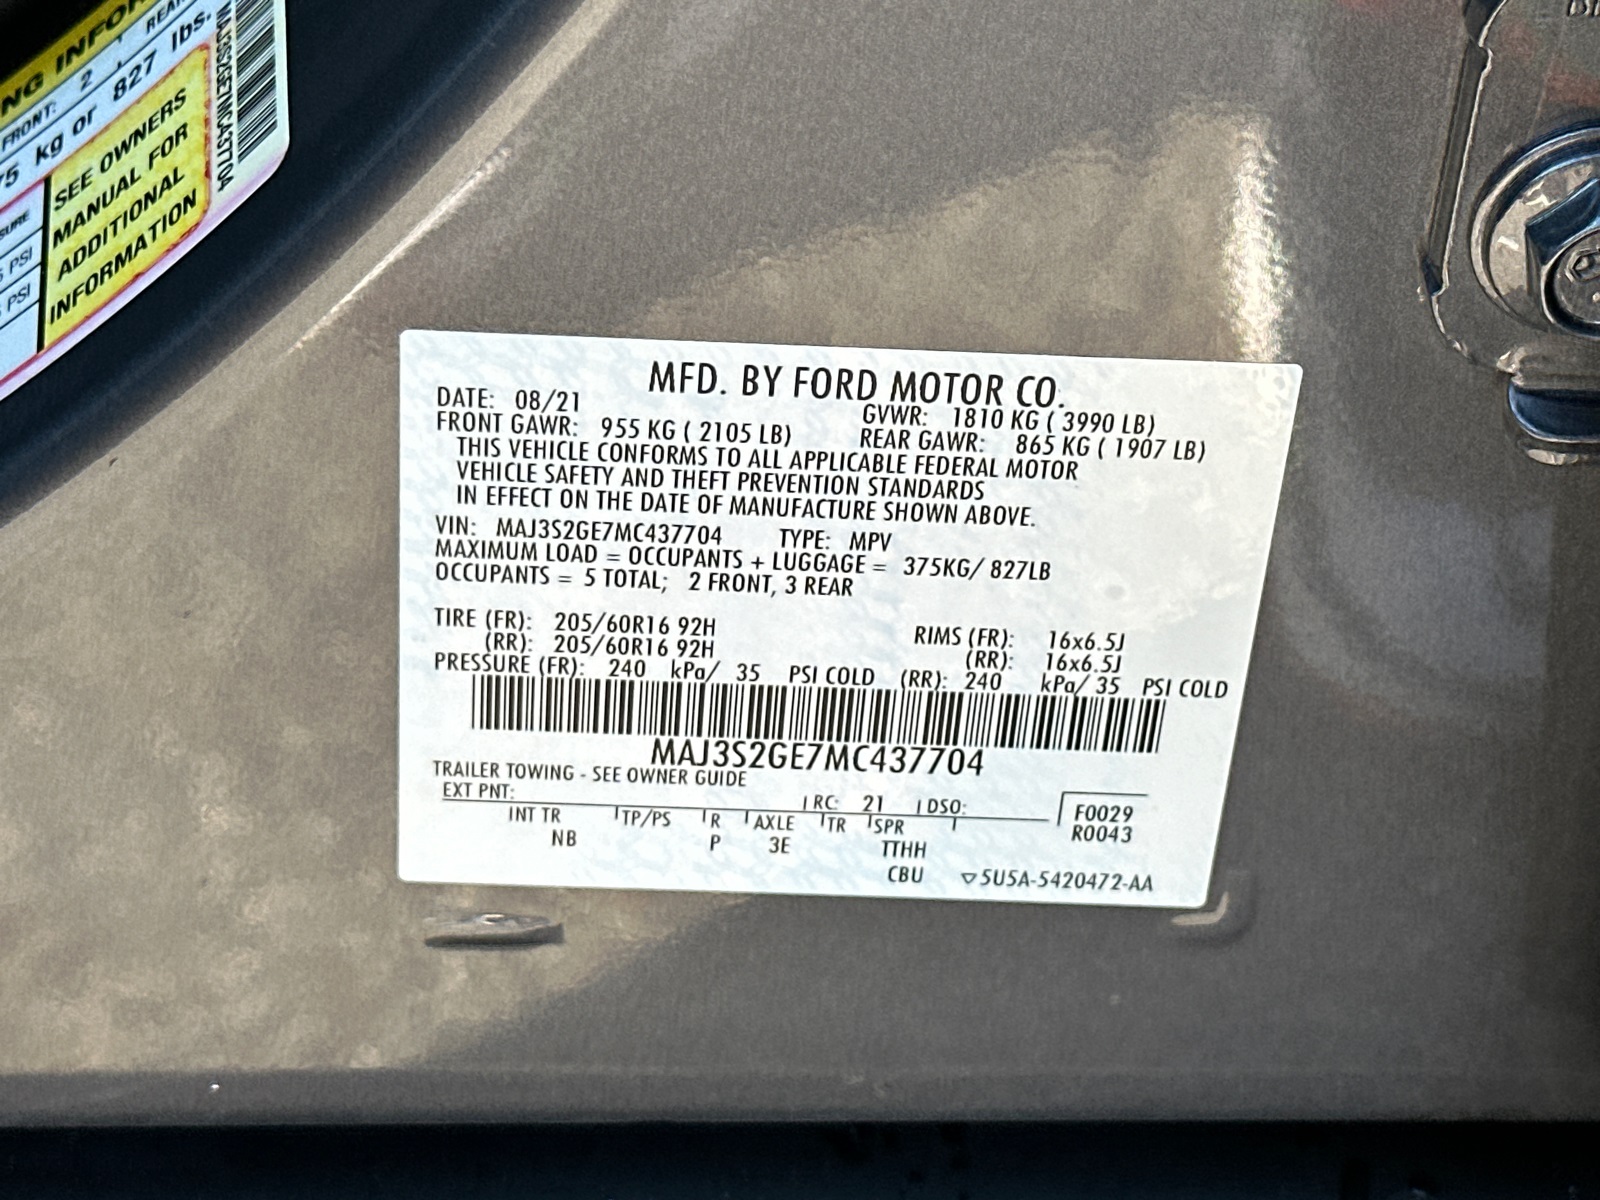 NG INFOR
FRONT: 2 REAR
75 kg or 827 lbs.
SURE
PSI
PSI
SEE OWNERS
MANUAL FOR
ADDITIONAL
INFORMATION
MAJ3S2GE7MC437704
MFD. BY FORD MOTOR CO.
DATE: 08/21 GVWR: 1810 KG ( 3990 LB)
FRONT GAWR: 955 KG ( 2105 LB) REAR GAWR: 865 KG ( 1907 LB)
THIS VEHICLE CONFORMS TO ALL APPLICABLE FEDERAL MOTOR
VEHICLE SAFETY AND THEFT PREVENTION STANDARDS
IN EFFECT ON THE DATE OF MANUFACTURE SHOWN ABOVE.
VIN: MAJ3S2GE7MC437704 TYPE: MPV
MAXIMUM LOAD = OCCUPANTS + LUGGAGE = 375KG/ 827LB
OCCUPANTS = 5 TOTAL; 2 FRONT, 3 REAR
TIRE (FR): 205/60R16 92H RIMS (FR): 16x6.5J
(RR): 205/60R16 92H (RR): 16x6.5J
PRESSURE (FR): 240 kPa/ 35 PSI COLD (RR): 240 kPa/ 35 PSI COLD
MAJ3S2GE7MC437704
TRAILER TOWING - SEE OWNER GUIDE
EXT PNT: RC: 21 DSO: F0029
INT TR TP/PS R AXLE TR SPR R0043
NB P 3E TTHH
CBU ▽5U5A-5420472-AA